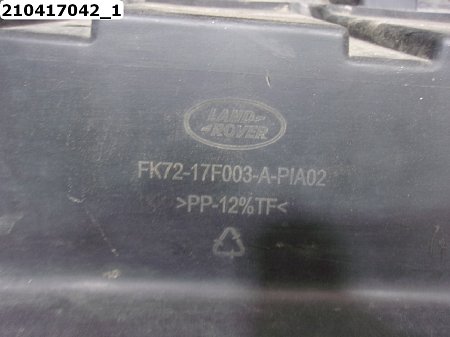 210417042_1
LAND-
-ROVER
FK72-17F003-A-PIA02
>PP-12%TF<